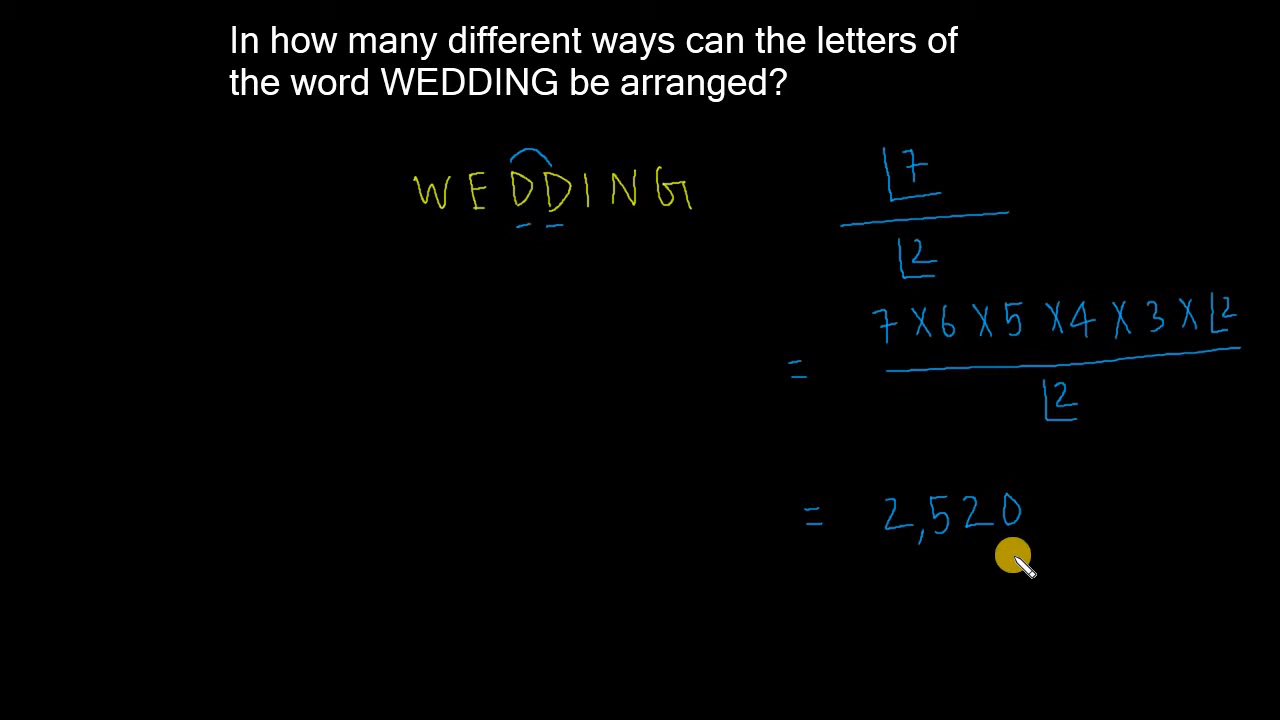 In how many different ways can the letters of
the word WEDDING be arranged?
WEDDING
⌊7
⌊2
= 7 X 6 X 5 X 4 X 3 X ⌊2
⌊2
= 2,520